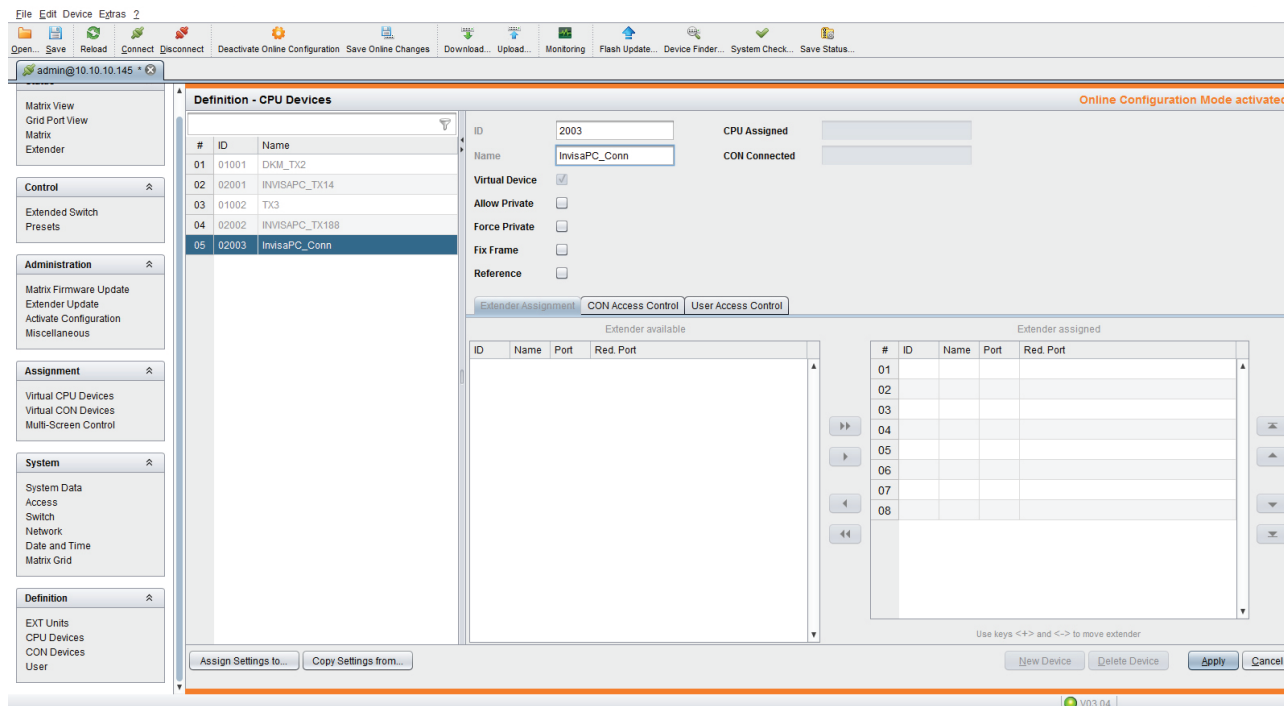 File Edit Device Extras ?
Open... Save Reload Connect Disconnect Deactivate Online Configuration Save Online Changes Download... Upload... Monitoring Flash Update... Device Finder... System Check... Save Status...
admin@10.10.10.145 *
Status
Matrix View
Grid Port View
Matrix
Extender
Control
Extended Switch
Presets
Administration
Matrix Firmware Update
Extender Update
Activate Configuration
Miscellaneous
Assignment
Virtual CPU Devices
Virtual CON Devices
Multi-Screen Control
System
System Data
Access
Switch
Network
Date and Time
Matrix Grid
Definition
EXT Units
CPU Devices
CON Devices
User
Definition - CPU Devices
Online Configuration Mode activated
# ID Name
01 01001 DKM_TX2
02 02001 INVISAPC_TX14
03 01002 TX3
04 02002 INVISAPC_TX188
05 02003 InvisaPC_Conn
ID 2003 CPU Assigned
Name InvisaPC_Conn CON Connected
Virtual Device
Allow Private
Force Private
Fix Frame
Reference
Extender Assignment CON Access Control User Access Control
Extender available
ID Name Port Red. Port
Extender assigned
# ID Name Port Red. Port
01
02
03
04
05
06
07
08
Use keys <+> and <-> to move extender
Assign Settings to... Copy Settings from... New Device Delete Device Apply Cancel
V03.04